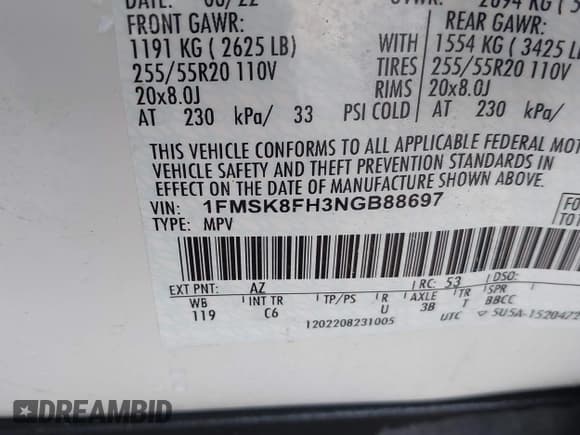 FRONT GAWR: REAR GAWR:
1191 KG ( 2625 LB) WITH 1554 KG ( 3425 L
255/55R20 110V TIRES 255/55R20 110V
20x8.0J RIMS 20x8.0J
AT 230 kPa/ 33 PSI COLD AT 230 kPa/
THIS VEHICLE CONFORMS TO ALL APPLICABLE FEDERAL MOT
VEHICLE SAFETY AND THEFT PREVENTION STANDARDS IN
EFFECT ON THE DATE OF MANUFACTURE SHOWN ABOVE.
VIN: 1FMSK8FH3NGB88697 FO
TYPE: MPV
EXT PNT: AZ RC: 53 DSO:
WB INT TR TP/PS R AXLE TR SPR
119 C6 U 3B T BBCC
1202208231005 UTC SU5A-1520472
DREAMBID